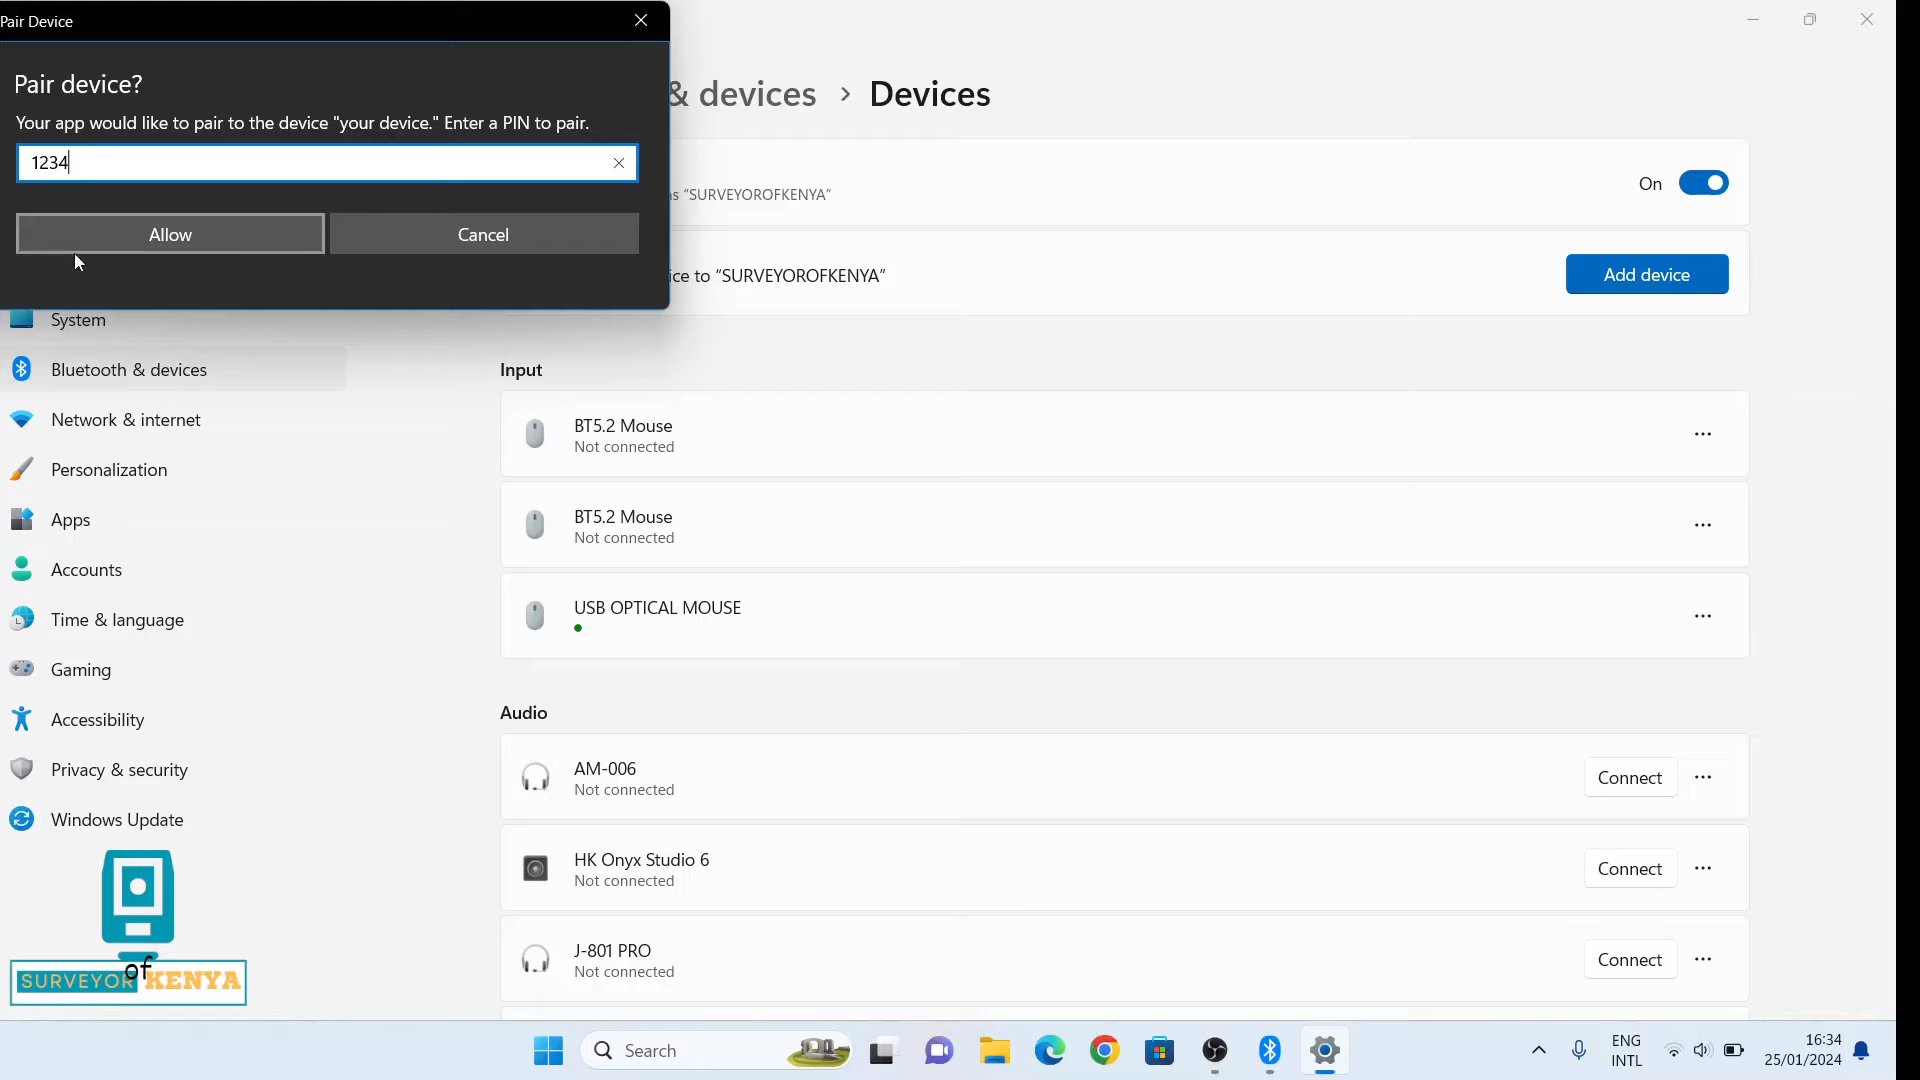 Pair Device
Pair device?
Your app would like to pair to the device "your device." Enter a PIN to pair.
1234
Allow
Cancel
& devices > Devices
as “SURVEYOROFKENYA”
On
ice to “SURVEYOROFKENYA”
Add device
System
Bluetooth & devices
Network & internet
Personalization
Apps
Accounts
Time & language
Gaming
Accessibility
Privacy & security
Windows Update
SURVEYOR of KENYA
Input
BT5.2 Mouse
Not connected
BT5.2 Mouse
Not connected
USB OPTICAL MOUSE
Audio
AM-006
Not connected
Connect
HK Onyx Studio 6
Not connected
Connect
J-801 PRO
Not connected
Connect
Search
ENG
INTL
16:34
25/01/2024